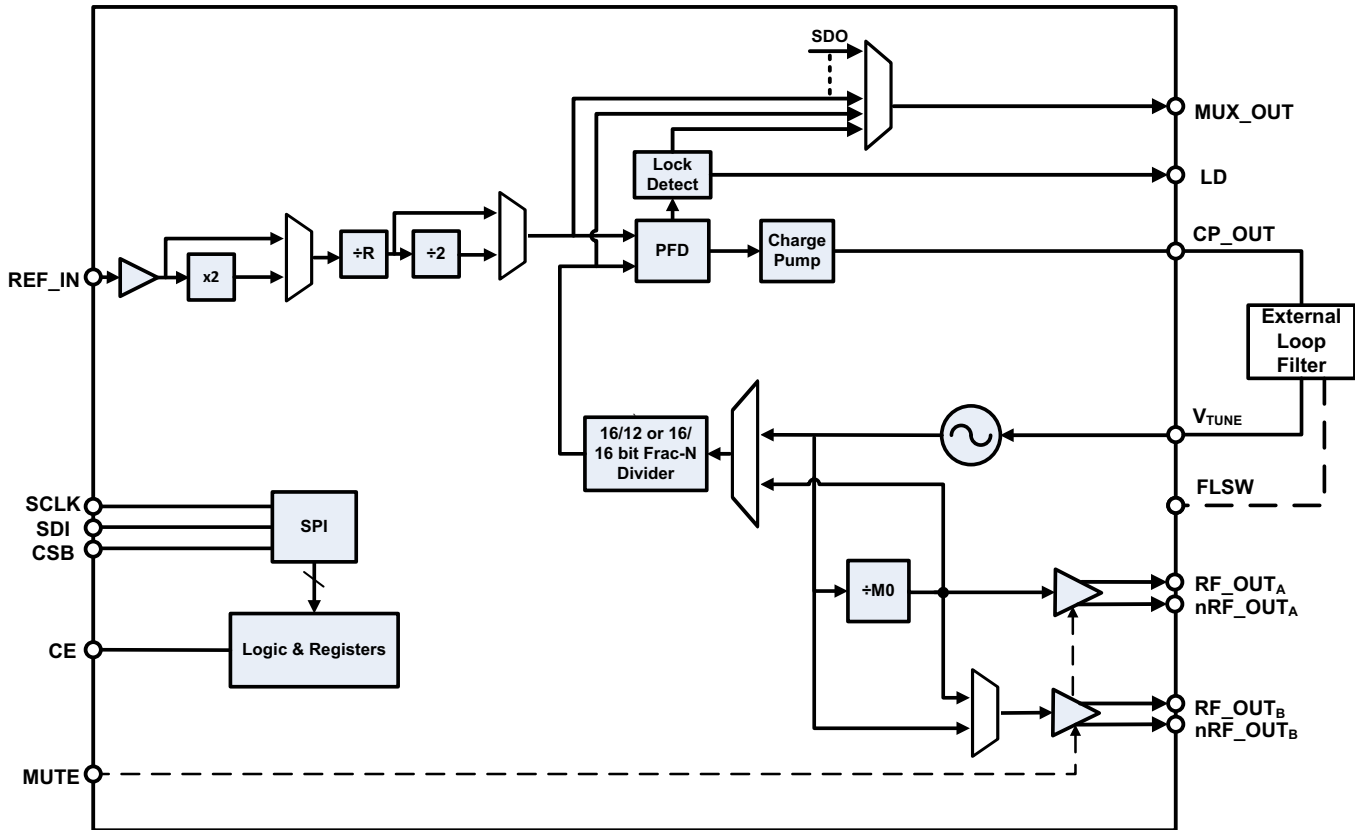 SDO
MUX_OUT
Lock
Detect
LD
CP_OUT
PFD
Charge
Pump
÷R
÷2
x2
REF_IN
External
Loop
Filter
VTUNE
16/12 or 16/
16 bit Frac-N
Divider
FLSW
SCLK
SDI
CSB
SPI
÷M0
RF_OUTA
nRF_OUTA
CE
Logic & Registers
RF_OUTB
nRF_OUTB
MUTE